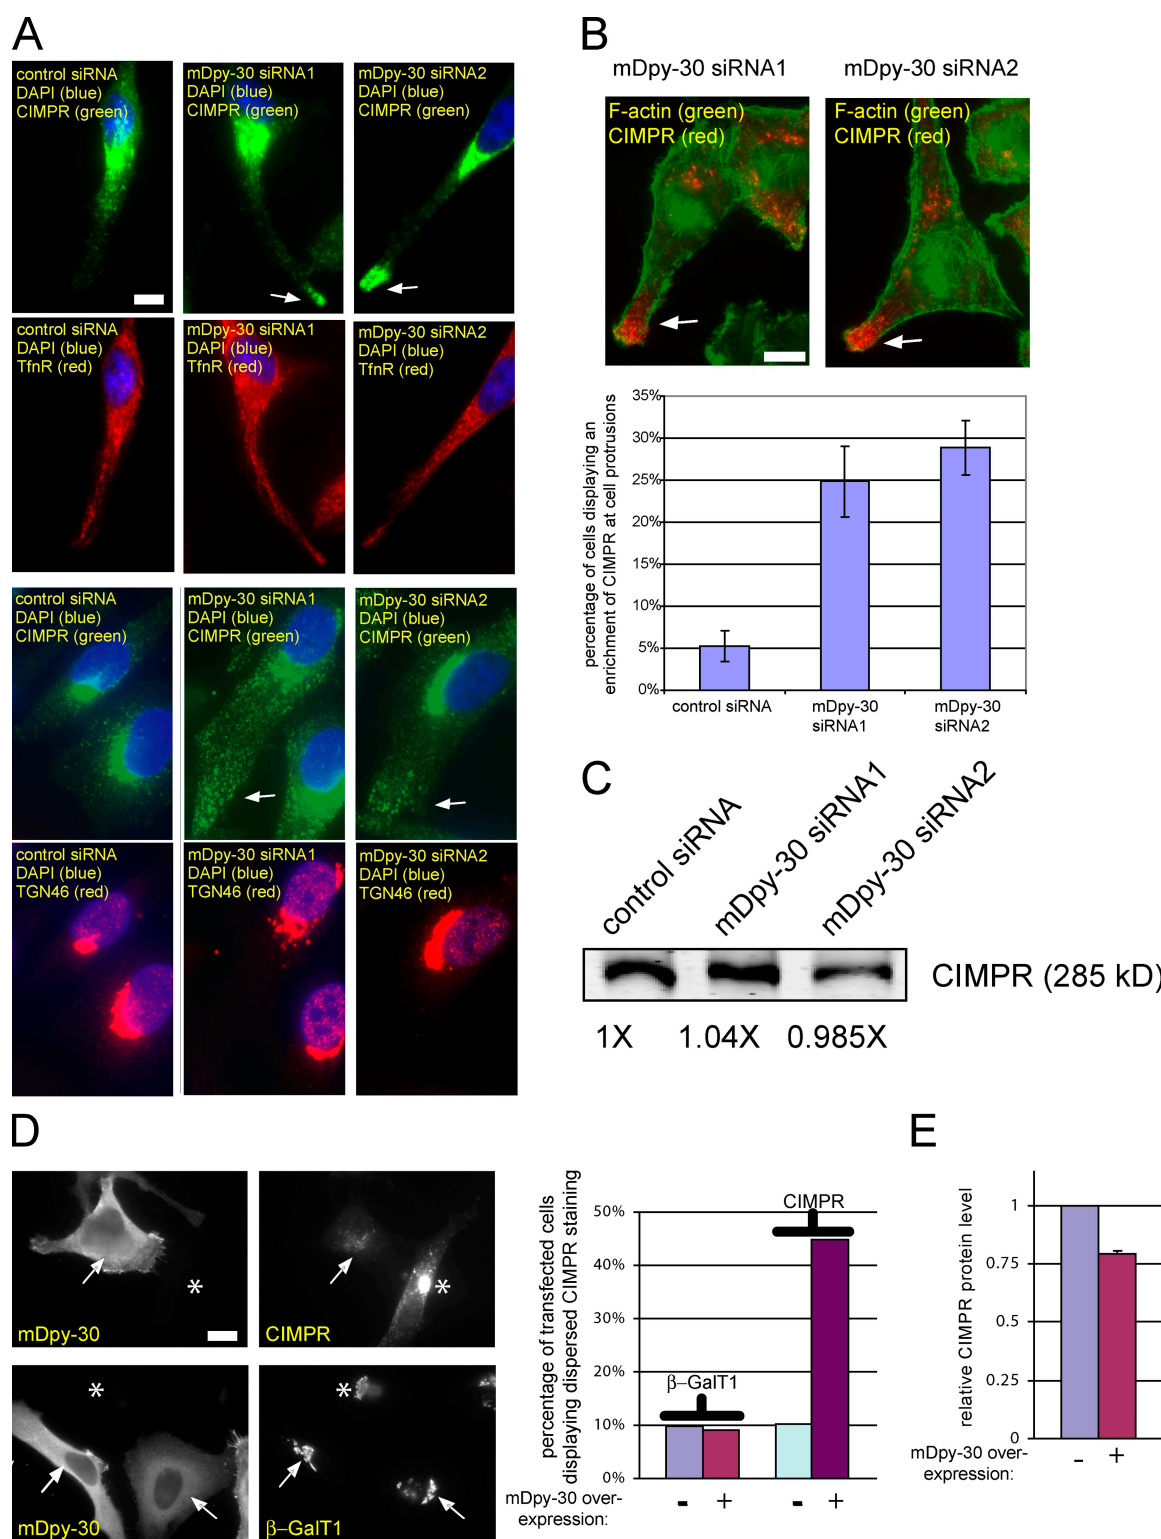 A
control siRNA
DAPI (blue)
CIMPR (green)
mDpy-30 siRNA1
DAPI (blue)
CIMPR (green)
mDpy-30 siRNA2
DAPI (blue)
CIMPR (green)
control siRNA
DAPI (blue)
TfnR (red)
mDpy-30 siRNA1
DAPI (blue)
TfnR (red)
mDpy-30 siRNA2
DAPI (blue)
TfnR (red)
control siRNA
DAPI (blue)
CIMPR (green)
mDpy-30 siRNA1
DAPI (blue)
CIMPR (green)
mDpy-30 siRNA2
DAPI (blue)
CIMPR (green)
control siRNA
DAPI (blue)
TGN46 (red)
mDpy-30 siRNA1
DAPI (blue)
TGN46 (red)
mDpy-30 siRNA2
DAPI (blue)
TGN46 (red)
B
mDpy-30 siRNA1
mDpy-30 siRNA2
F-actin (green)
CIMPR (red)
F-actin (green)
CIMPR (red)
percentage of cells displaying an
enrichment of CIMPR at cell protrusions
35%
30%
25%
20%
15%
10%
5%
0%
control siRNA
mDpy-30
siRNA1
mDpy-30
siRNA2
C
control siRNA
mDpy-30 siRNA1
mDpy-30 siRNA2
CIMPR (285 kD)
1X 1.04X 0.985X
D
mDpy-30
*
CIMPR
*
mDpy-30
*
β-GalT1
*
percentage of transfected cells
displaying dispersed CIMPR staining
50%
40%
30%
20%
10%
0%
CIMPR
β-GalT1
mDpy-30 over-
expression:
- + - +
E
relative CIMPR protein level
1
0.75
0.5
0.25
0
mDpy-30 over-
expression:
- +